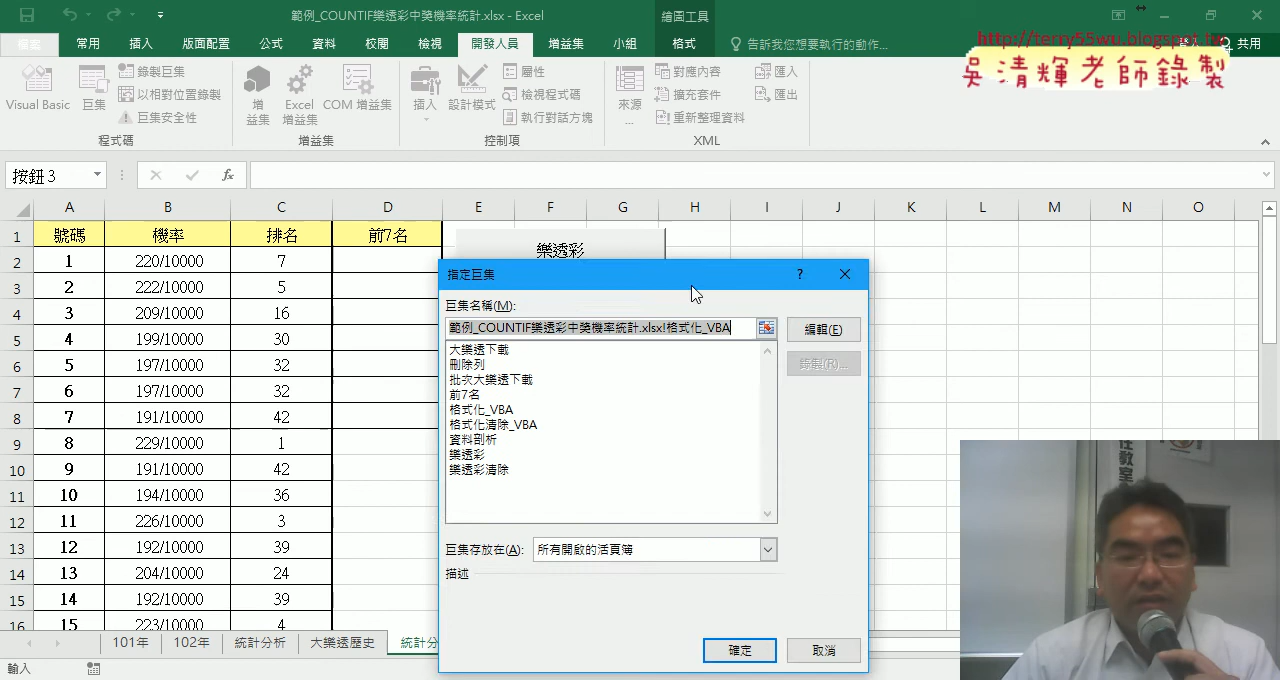 範例_COUNTIF樂透彩中獎機率統計.xlsx - Excel
繪圖工具
檔案 常用 插入 版面配置 公式 資料 校閱 檢視 開發人員 增益集 小組 格式 告訴我您想要執行的動作... 登入 共用
http://terry55wu.blogspot.tw
吳清輝老師錄製
Visual Basic 巨集 錄製巨集 以相對位置錄製 巨集安全性
增益集 Excel 增益集 COM 增益集
插入 設計模式 屬性 檢視程式碼 執行對話方塊
來源... 對應內容 擴充套件 重新整理資料 匯入 匯出
程式碼 增益集 控制項 XML
按鈕 3 fx
A B C D E F G H I J K L M N O
1 號碼 機率 排名 前7名
樂透彩
2 1 220/10000 7
3 2 222/10000 5
4 3 209/10000 16
5 4 199/10000 30
6 5 197/10000 32
7 6 197/10000 32
8 7 191/10000 42
9 8 229/10000 1
10 9 191/10000 42
11 10 194/10000 36
12 11 226/10000 3
13 12 192/10000 39
14 13 204/10000 24
15 14 192/10000 39
16 15 223/10000 4
指定巨集 ?
巨集名稱(M):
範例_COUNTIF樂透彩中獎機率統計.xlsx!格式化_VBA
編輯(E)
錄製(R)...
大樂透下載
刪除列
批次大樂透下載
前7名
格式化_VBA
格式化清除_VBA
資料剖析
樂透彩
樂透彩清除
巨集存放在(A): 所有開啟的活頁簿
描述
確定 取消
101年 102年 統計分析 大樂透歷史 統計分
輸入
任教室